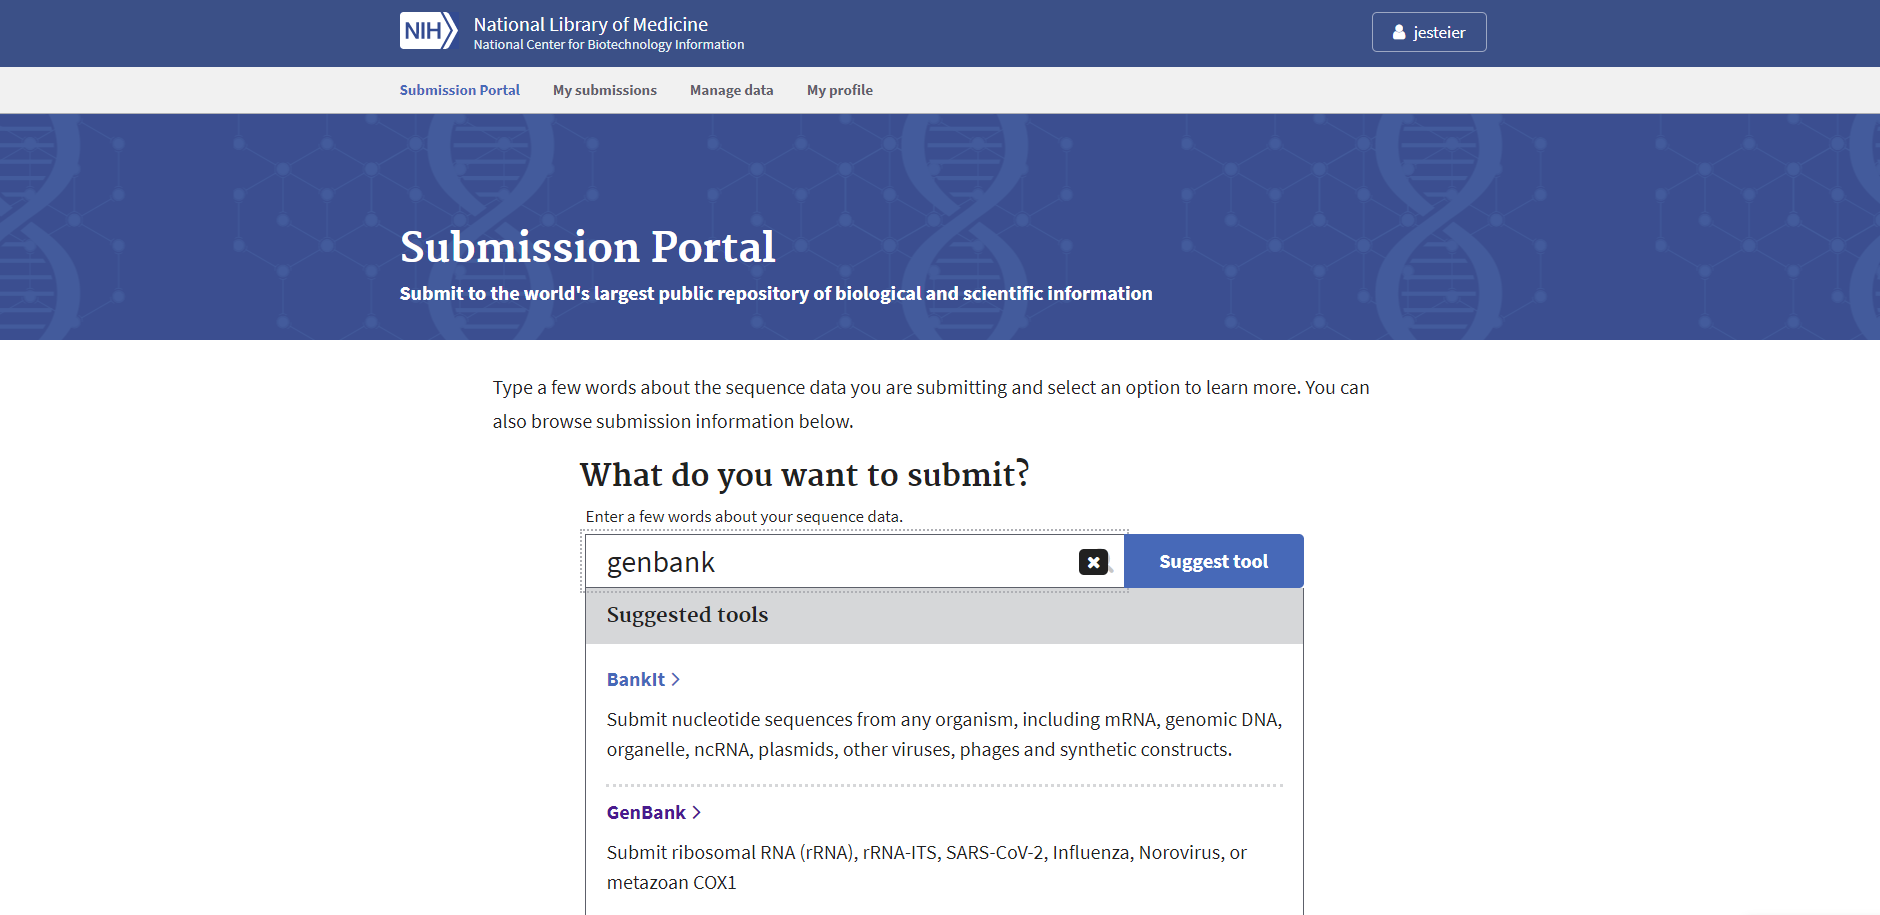 NIH
National Library of Medicine
National Center for Biotechnology Information
jesteier
Submission Portal
My submissions
Manage data
My profile
Submission Portal
Submit to the world's largest public repository of biological and scientific information
Type a few words about the sequence data you are submitting and select an option to learn more. You can
also browse submission information below.
What do you want to submit?
Enter a few words about your sequence data.
genbank
Suggest tool
Suggested tools
BankIt
Submit nucleotide sequences from any organism, including mRNA, genomic DNA,
organelle, ncRNA, plasmids, other viruses, phages and synthetic constructs.
GenBank
Submit ribosomal RNA (rRNA), rRNA-ITS, SARS-CoV-2, Influenza, Norovirus, or
metazoan COX1